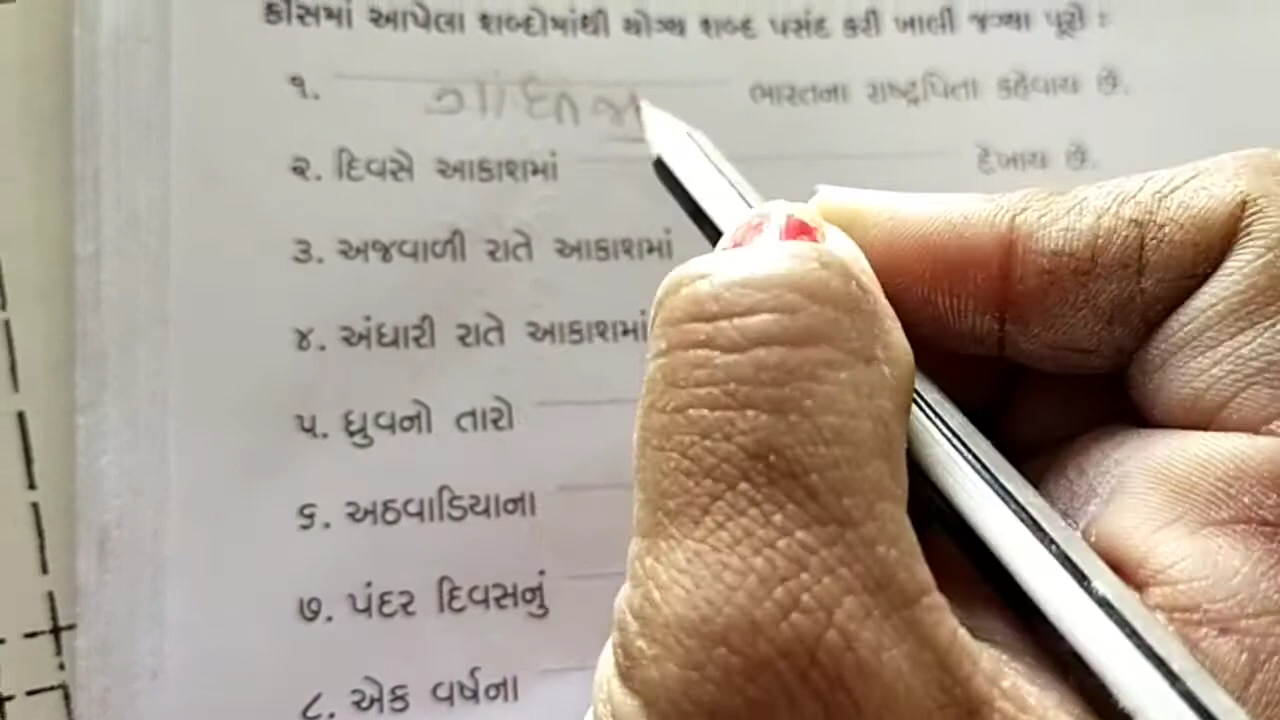 કૌંસમાં આપેલા શબ્દોમાંથી યોગ્ય શબ્દ પસંદ કરી ખાલી જગ્યા પૂરો :
૧. ગાંધીજી ભારતના રાષ્ટ્રપિતા કહેવાય છે.
૨. દિવસે આકાશમાં દેખાય છે.
૩. અજવાળી રાતે આકાશમાં
૪. અંધારી રાતે આકાશમાં
૫. ધ્રુવનો તારો
૬. અઠવાડિયાના
૭. પંદર દિવસનું
૮. એક વર્ષના